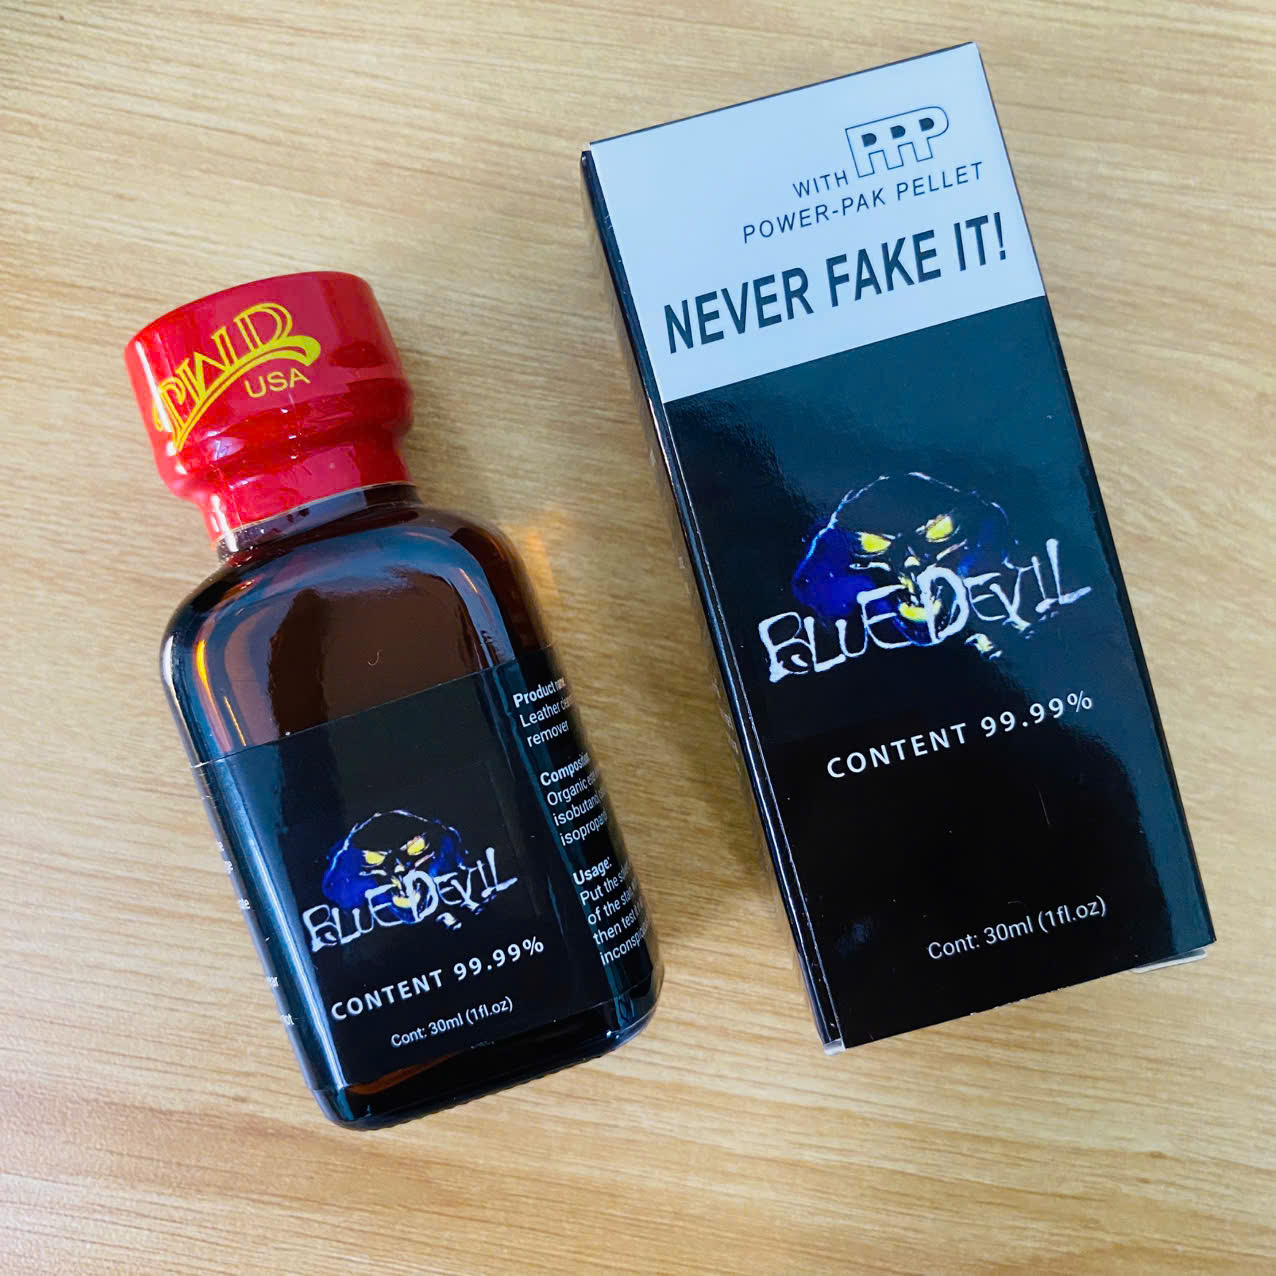 PWD
USA
Product
Leather
remover
Composition
Organic
isobutan
isopropan
Usage:
Put the
of the
then test
BLUE DEVIL
CONTENT 99.99%
Cont: 30ml (1fl.oz)
WITH PPP
POWER-PAK PELLET
NEVER FAKE IT!
BLUE DEVIL
CONTENT 99.99%
Cont: 30ml (1fl.oz)